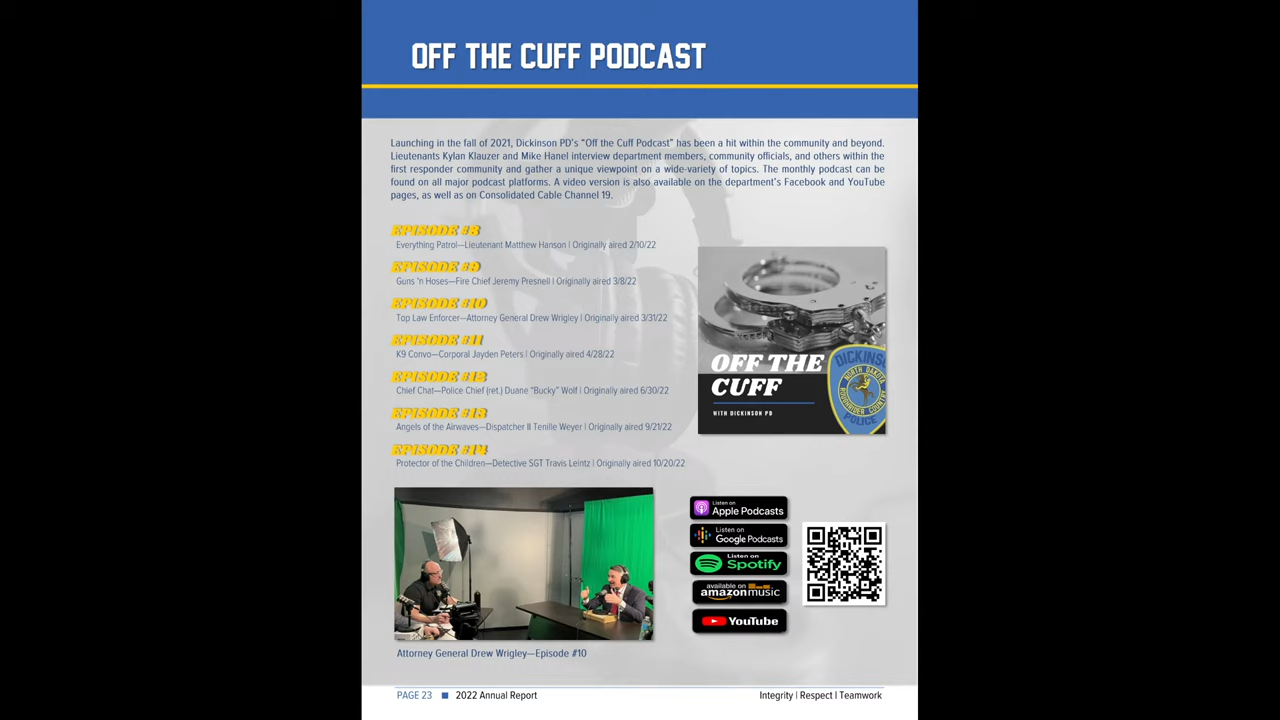 OFF THE CUFF PODCAST
Launching in the fall of 2021, Dickinson PD's "Off the Cuff Podcast" has been a hit within the community and beyond.
Lieutenants Kylan Klauzer and Mike Hanel interview department members, community officials, and others within the
first responder community and gather a unique viewpoint on a wide-variety of topics. The monthly podcast can be
found on all major podcast platforms. A video version is also available on the department's Facebook and YouTube
pages, as well as on Consolidated Cable Channel 19.
EPISODE #8
Everything Patrol—Lieutenant Matthew Hanson | Originally aired 2/10/22
EPISODE #9
Guns 'n Hoses—Fire Chief Jeremy Presnell | Originally aired 3/8/22
EPISODE #10
Top Law Enforcer—Attorney General Drew Wrigley | Originally aired 3/31/22
EPISODE #11
K9 Convo—Corporal Jayden Peters | Originally aired 4/28/22
EPISODE #12
Chief Chat—Police Chief (ret.) Duane "Bucky" Wolf | Originally aired 6/30/22
EPISODE #13
Angels of the Airwaves—Dispatcher II Tenille Weyer | Originally aired 9/21/22
EPISODE #14
Protector of the Children—Detective SGT Travis Leintz | Originally aired 10/20/22
OFF THE
CUFF
WITH DICKINSON PD
DICKINS
NORTH DAKOTA
ROUGHRIDER COUNTRY
POLICE
Listen on
Apple Podcasts
Listen on
Google Podcasts
Listen on
Spotify
available on
amazon music
YouTube
Attorney General Drew Wrigley—Episode #10
PAGE 23 ■ 2022 Annual Report
Integrity | Respect | Teamwork